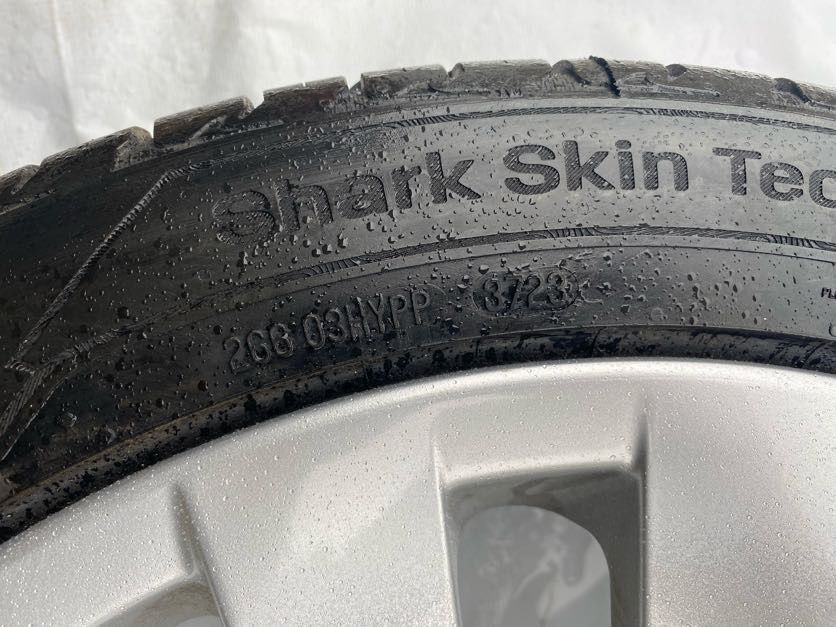 Shark Skin Tec
2G8 03HYPP 3723